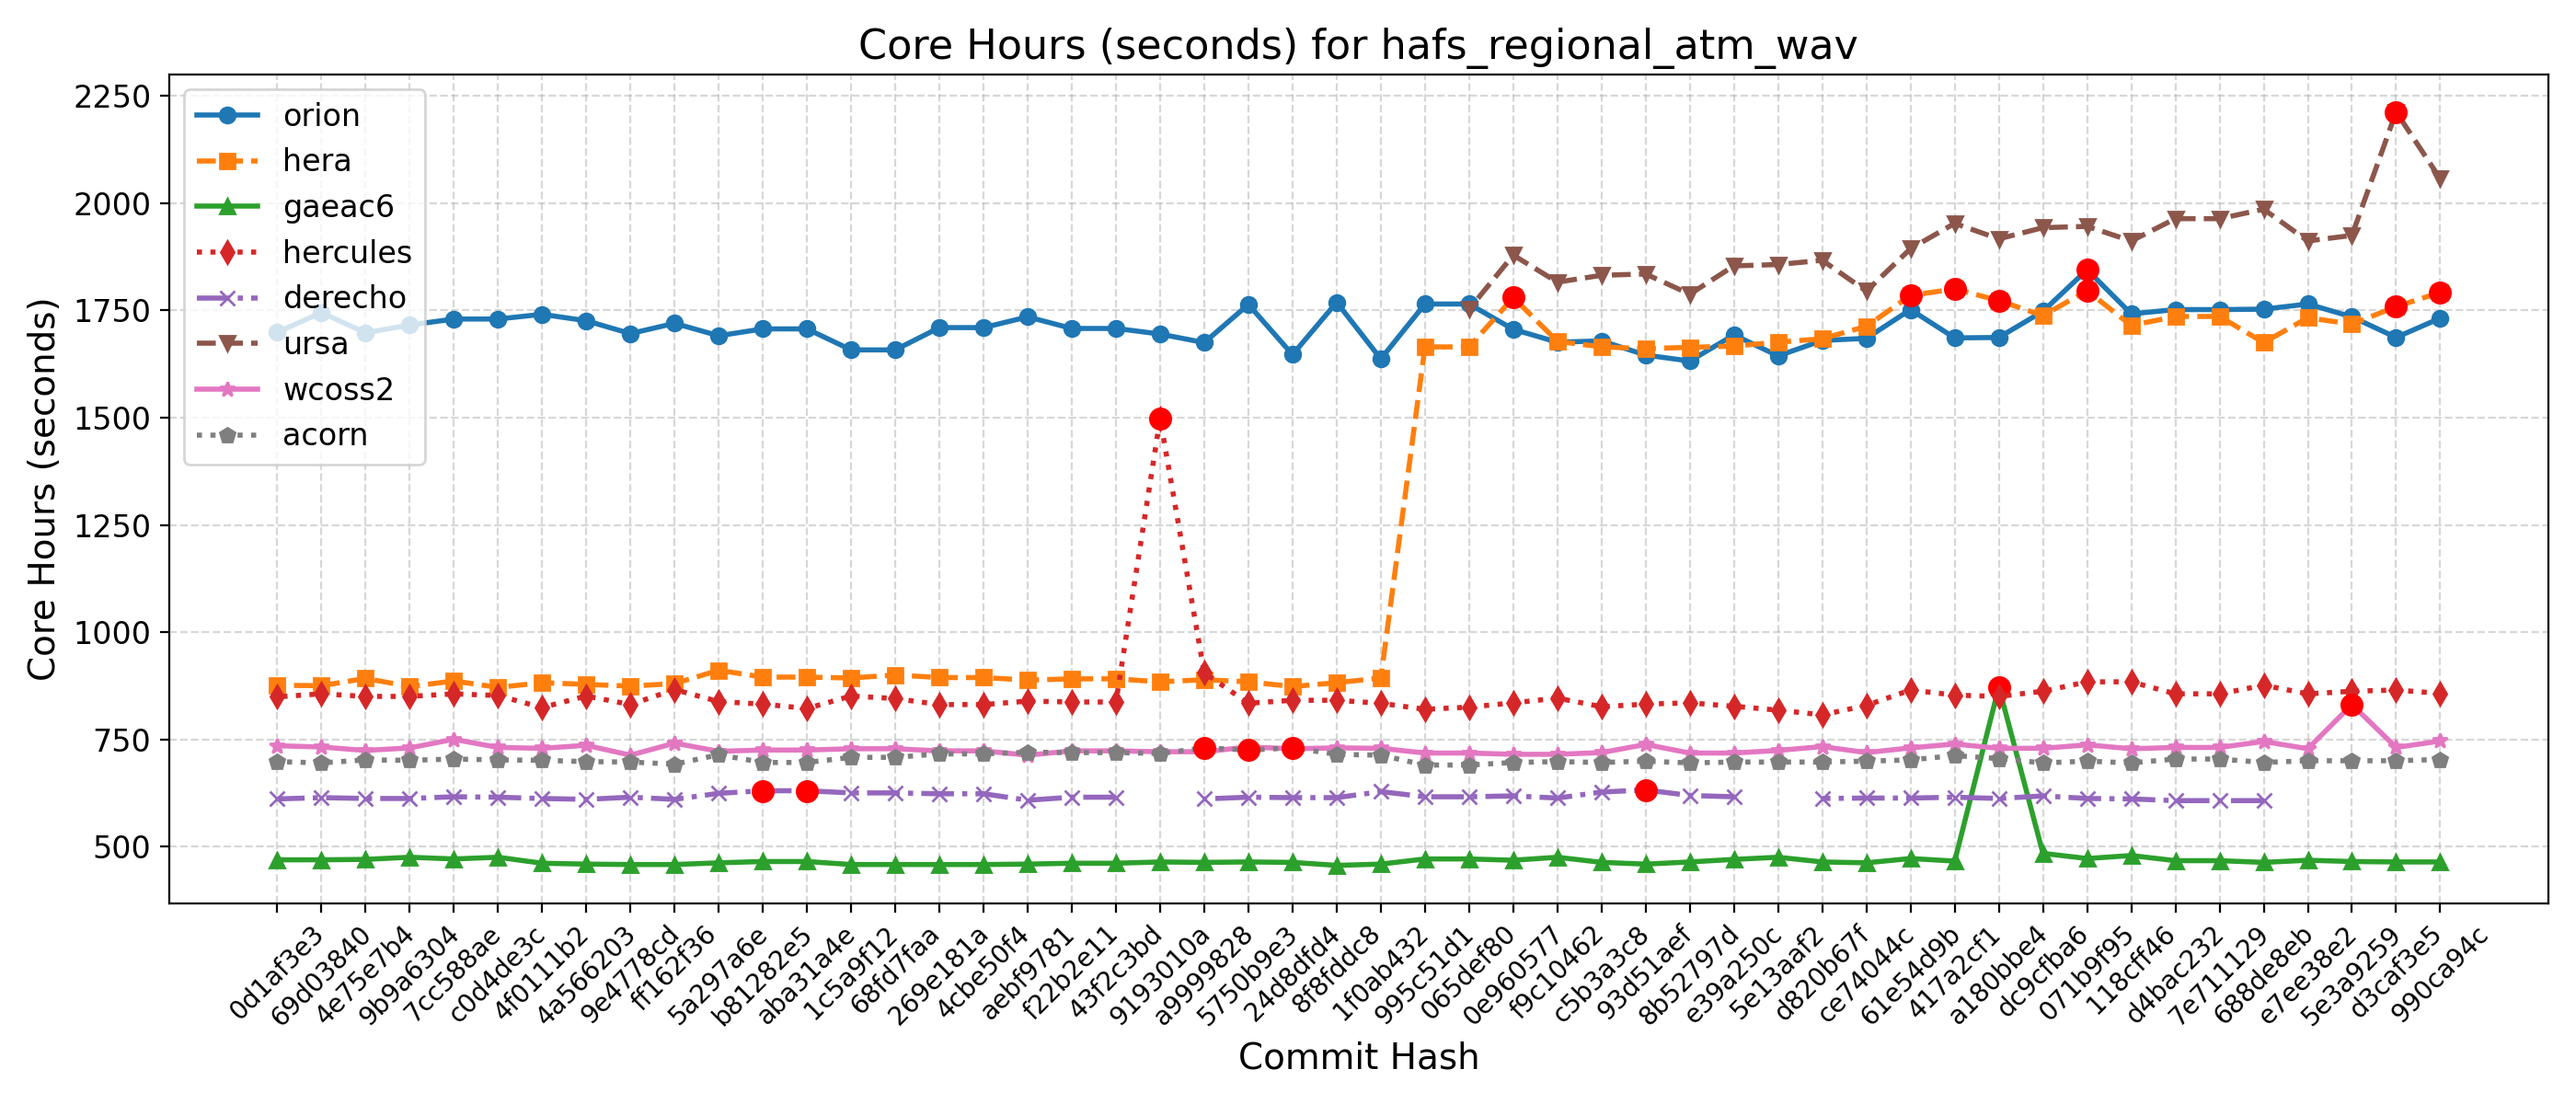 Core Hours (seconds) for hafs_regional_atm_wav
Core Hours (seconds)
2250
2000
1750
1500
1250
1000
750
500
orion
hera
gaeac6
hercules
derecho
ursa
wcoss2
acorn
0d1af3e3
69d03840
4e75e7b4
9b9a6304
7cc588ae
c0d4de3c
4f0111b2
4a566203
9e4778cd
ff162f36
5a297a6e
b81282e5
aba31a4e
1c5a9f12
68fd7faa
269e181a
4cbe50f4
aebf9781
f22b2e11
43f2c3bd
9193010a
a9999828
5750b9e3
24d8dfd4
8f8fddc8
1f0ab432
995c51d1
065def80
0e960577
f9c10462
c5b3a3c8
93d51aef
8b52797d
e39a250c
5e13aaf2
d820b67f
ce74044c
61e54d9b
417a2cf1
a180bbe4
dc9cfba6
071b9f95
118cff46
d4bac232
7e711129
688de8eb
e7ee38e2
5e3a9259
d3caf3e5
990ca94c
Commit Hash